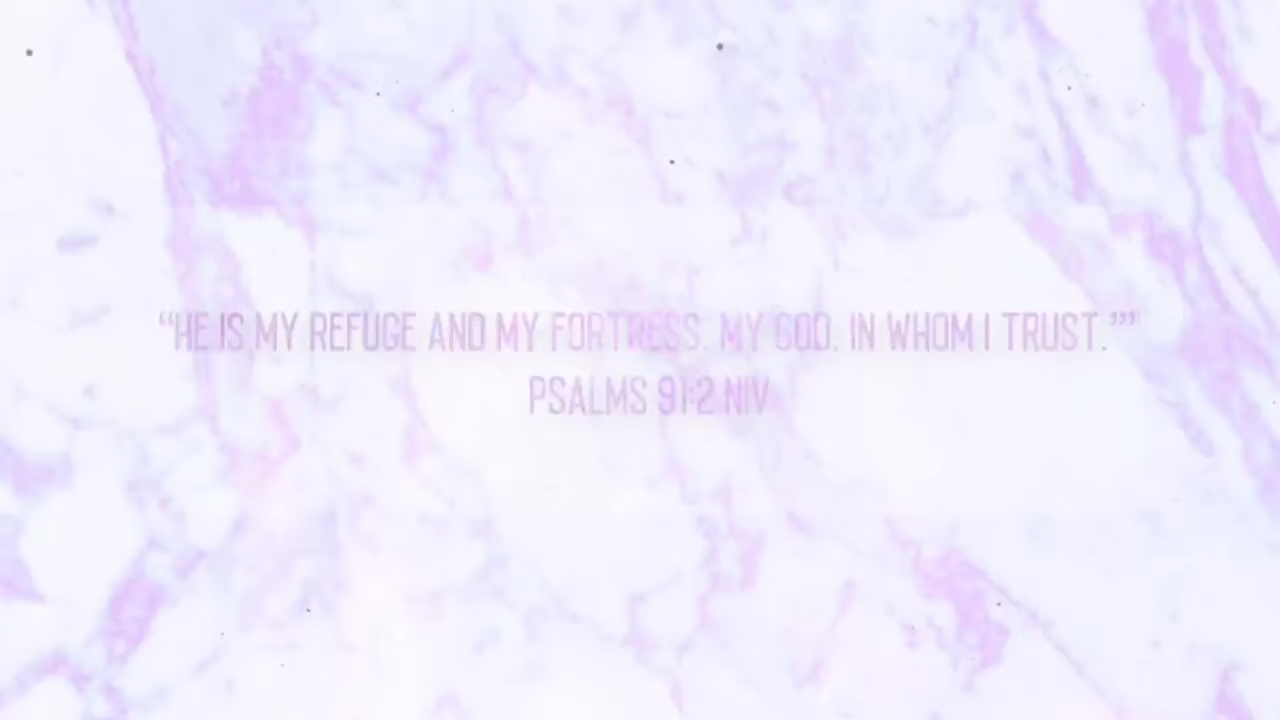 “HE IS MY REFUGE AND MY FORTRESS, MY GOD, IN WHOM I TRUST.”’
PSALMS 91:2 NIV